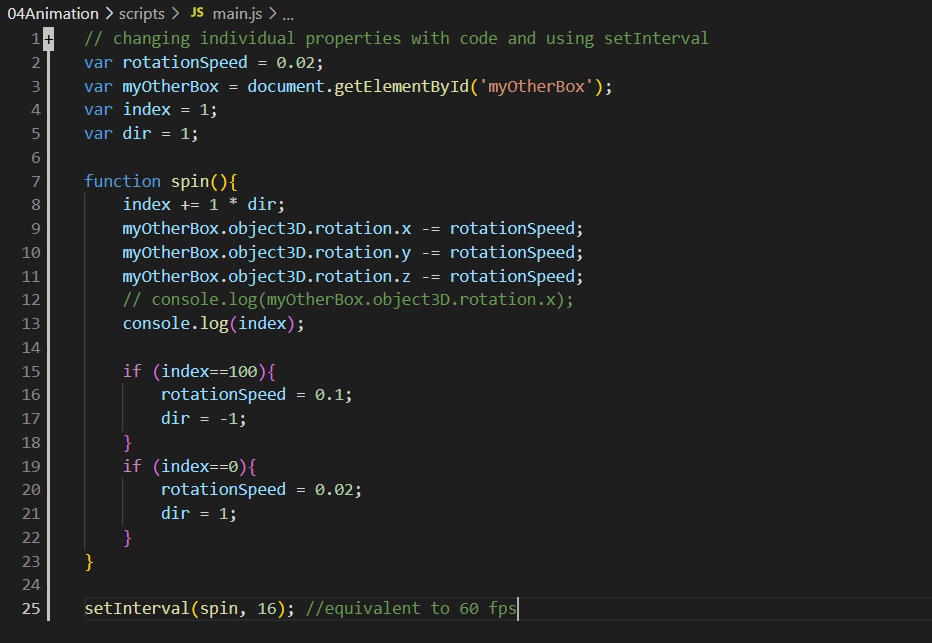 04Animation > scripts > JS main.js > ...
1 + // changing individual properties with code and using setInterval
2 var rotationSpeed = 0.02;
3 var myOtherBox = document.getElementById('myOtherBox');
4 var index = 1;
5 var dir = 1;
6
7 function spin(){
8     index += 1 * dir;
9     myOtherBox.object3D.rotation.x -= rotationSpeed;
10     myOtherBox.object3D.rotation.y -= rotationSpeed;
11     myOtherBox.object3D.rotation.z -= rotationSpeed;
12     // console.log(myOtherBox.object3D.rotation.x);
13     console.log(index);
14
15     if (index==100){
16         rotationSpeed = 0.1;
17         dir = -1;
18     }
19     if (index==0){
20         rotationSpeed = 0.02;
21         dir = 1;
22     }
23 }
24
25 setInterval(spin, 16); //equivalent to 60 fps